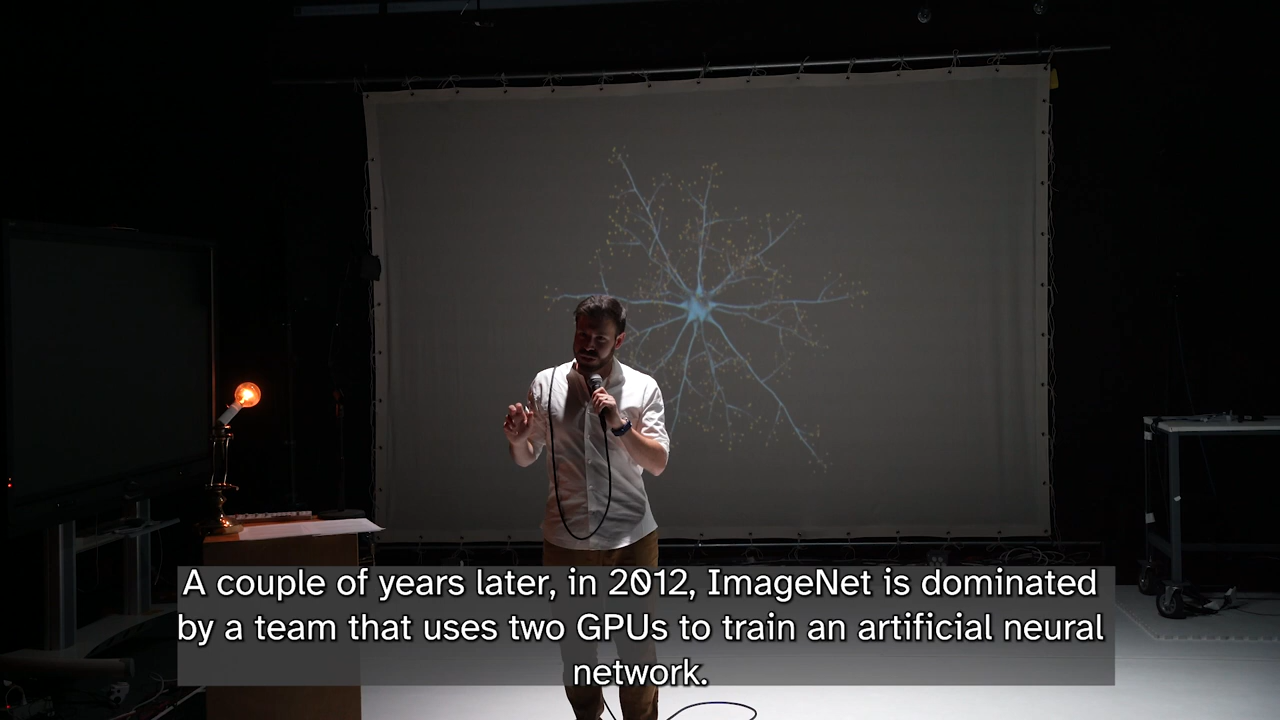 A couple of years later, in 2012, ImageNet is dominated
by a team that uses two GPUs to train an artificial neural
network.